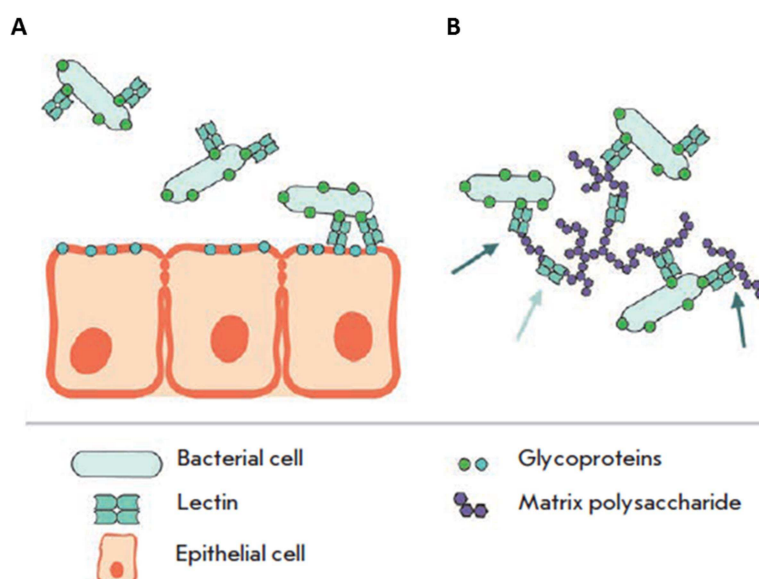 A
B
Bacterial cell
Glycoproteins
Lectin
Matrix polysaccharide
Epithelial cell